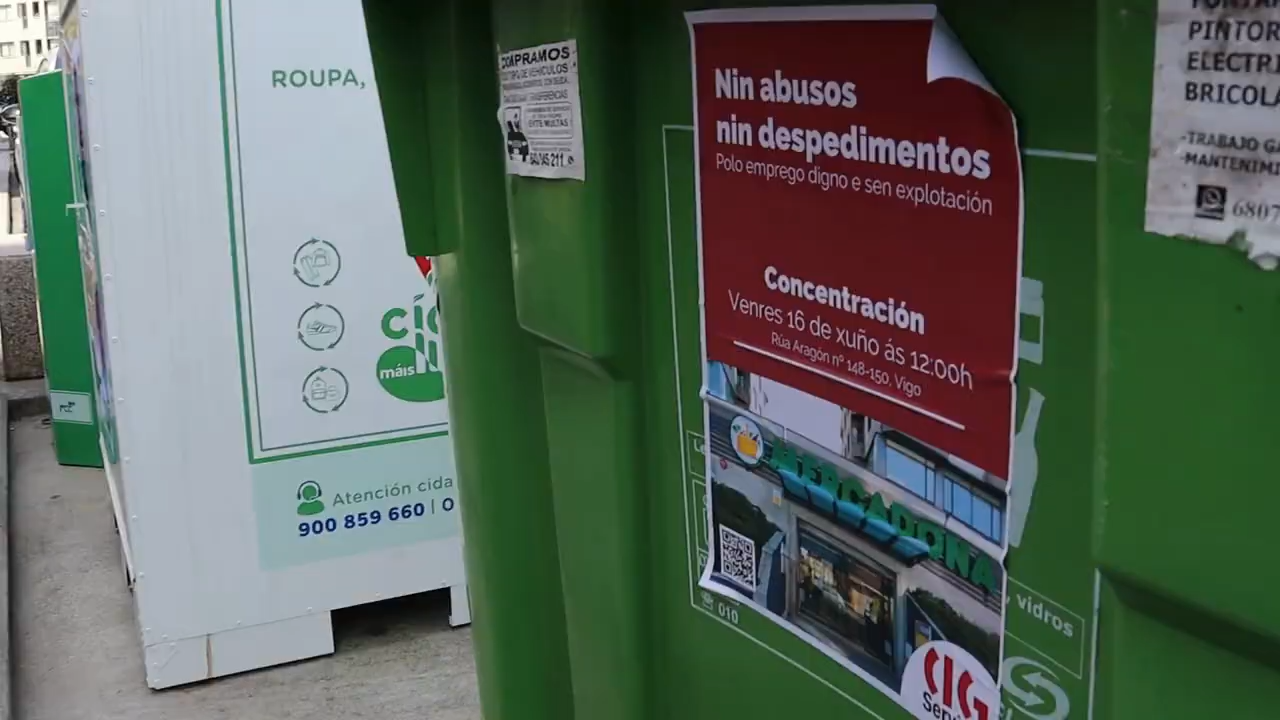 ROUPA,
máis
Atención cida
900 859 660 | O
COMPRAMOS
Nin abusos
nin despedimentos
Polo emprego digno e sen explotación
Concentración
Venres 16 de xuño ás 12:00h
Rúa Aragón nº 148-150, Vigo
MERCADONA
CIG
010
, vidros
PINTOR
ELECTRI
BRICOLA
-TRABAJO GA
-MANTENIMI
6807